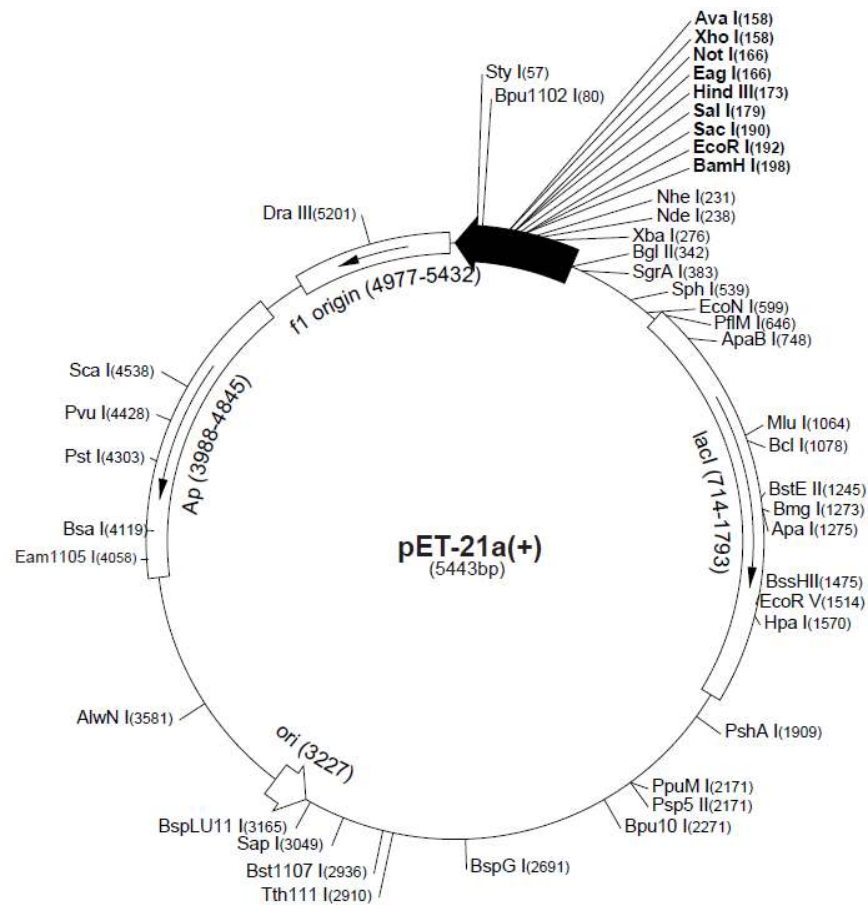 Ava I(158)
Xho I(158)
Not I(166)
Eag I(166)
Hind III(173)
Sal I(179)
Sac I(190)
EcoR I(192)
BamH I(198)
Sty I(57)
Bpu1102 I(80)
Nhe I(231)
Nde I(238)
Xba I(276)
Bgl II(342)
SgrA I(383)
Sph I(539)
EcoN I(599)
PflM I(646)
ApaB I(748)
Dra III(5201)
f1 origin (4977-5432)
Sca I(4538)
Pvu I(4428)
Pst I(4303)
Bsa I(4119)
Eam1105 I(4058)
Ap (3988-4845)
lacI (714-1793)
Mlu I(1064)
Bcl I(1078)
BstE II(1245)
Bmg I(1273)
Apa I(1275)
BssHII(1475)
EcoR V(1514)
Hpa I(1570)
pET-21a(+)
(5443bp)
AlwN I(3581)
ori (3227)
PshA I(1909)
PpuM I(2171)
Psp5 II(2171)
Bpu10 I(2271)
BspLU11 I(3165)
Sap I(3049)
Bst1107 I(2936)
Tth111 I(2910)
BspG I(2691)